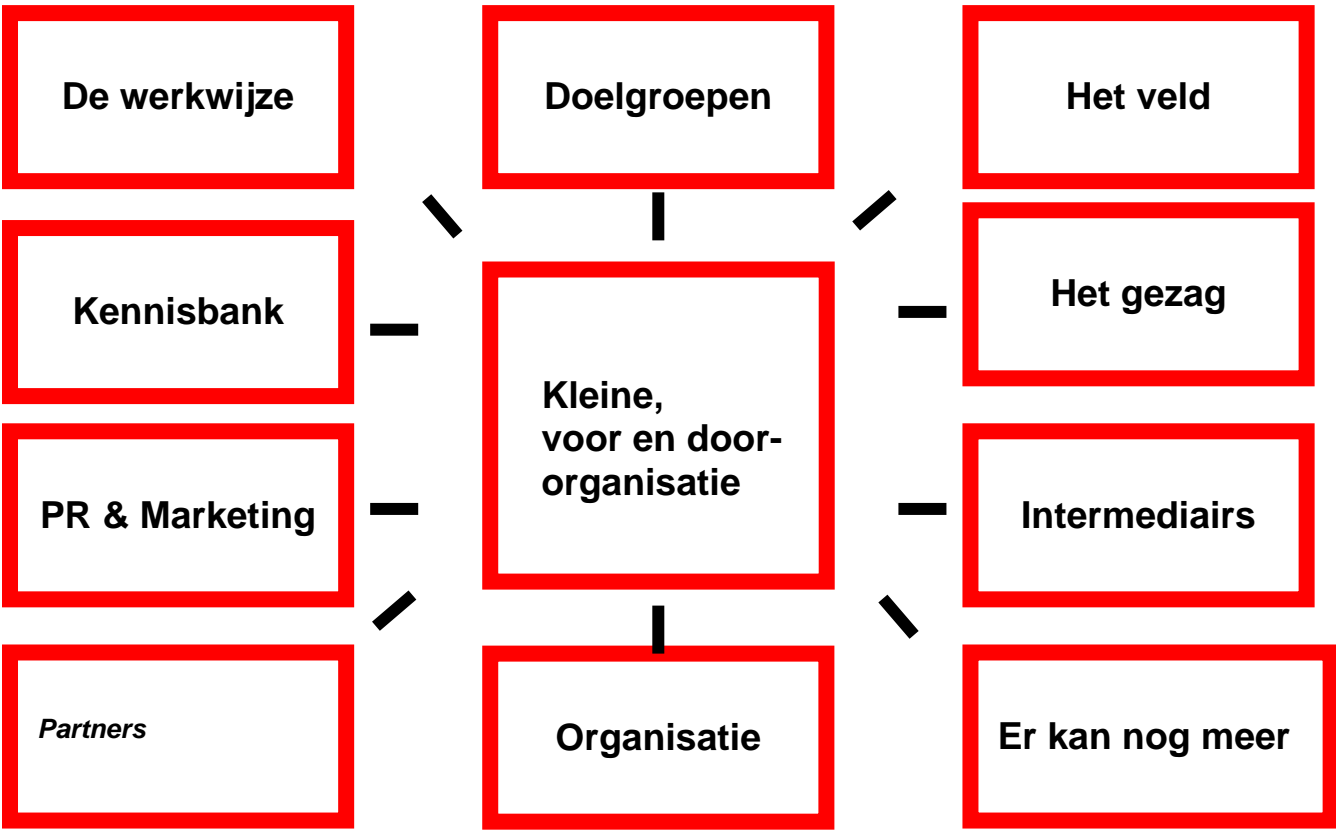 De werkwijze
Doelgroepen
Het veld
Kennisbank
Het gezag
Kleine,
voor en door-
organisatie
PR & Marketing
Intermediairs
Partners
Organisatie
Er kan nog meer